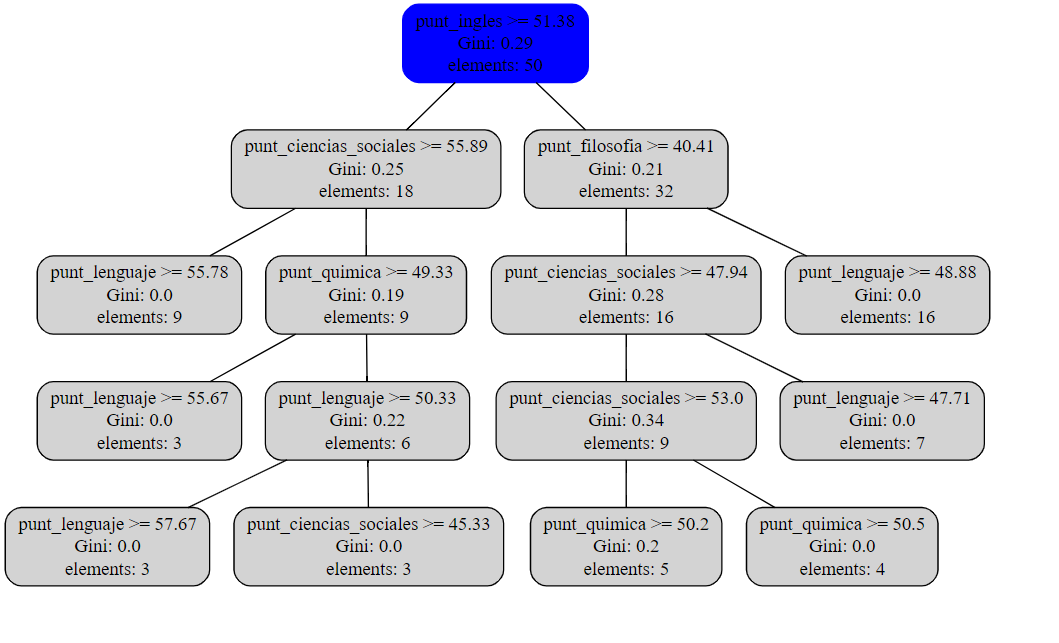 punt_ingles >= 51.38
Gini: 0.29
elements: 50
punt_ciencias_sociales >= 55.89
Gini: 0.25
elements: 18
punt_filosofia >= 40.41
Gini: 0.21
elements: 32
punt_lenguaje >= 55.78
Gini: 0.0
elements: 9
punt_quimica >= 49.33
Gini: 0.19
elements: 9
punt_ciencias_sociales >= 47.94
Gini: 0.28
elements: 16
punt_lenguaje >= 48.88
Gini: 0.0
elements: 16
punt_lenguaje >= 55.67
Gini: 0.0
elements: 3
punt_lenguaje >= 50.33
Gini: 0.22
elements: 6
punt_ciencias_sociales >= 53.0
Gini: 0.34
elements: 9
punt_lenguaje >= 47.71
Gini: 0.0
elements: 7
punt_lenguaje >= 57.67
Gini: 0.0
elements: 3
punt_ciencias_sociales >= 45.33
Gini: 0.0
elements: 3
punt_quimica >= 50.2
Gini: 0.2
elements: 5
punt_quimica >= 50.5
Gini: 0.0
elements: 4